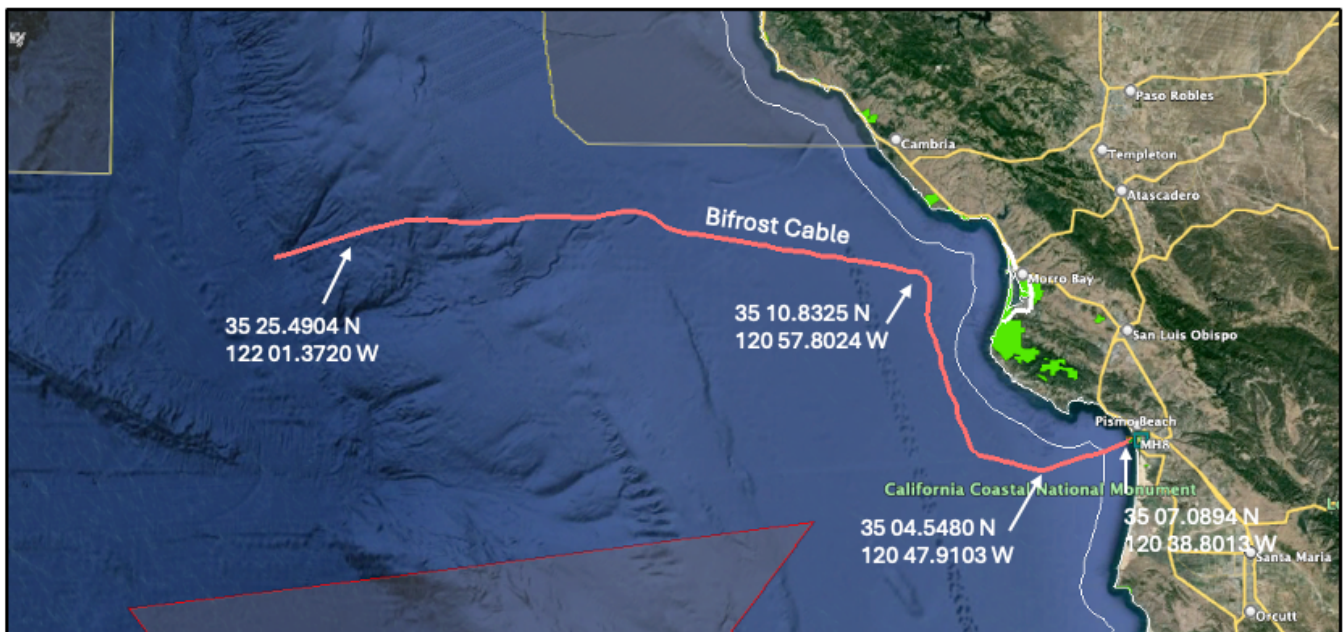 Paso Robles
Cambria
Templeton
Atascadero
Bifrost Cable
Morro Bay
35 25.4904 N
122 01.3720 W
35 10.8325 N
120 57.8024 W
San Luis Obispo
Pismo Beach
MH8
California Coastal National Monument
35 04.5480 N
120 47.9103 W
35 07.0894 N
120 38.8013 W
Santa Maria
Orcutt